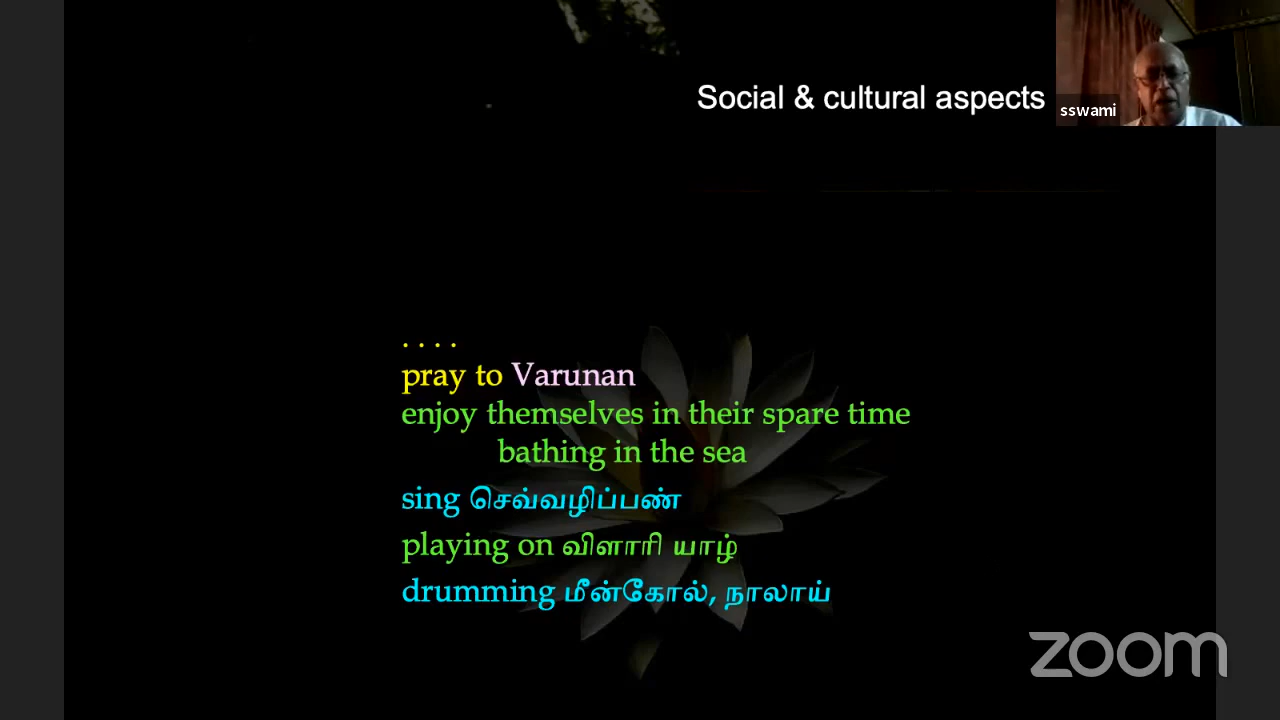 Social & cultural aspects
sswami
. . . .
pray to Varunan
enjoy themselves in their spare time
bathing in the sea
sing செவ்வழிப்பண்
playing on விளாரி யாழ்
drumming மீன்கோல், நாலாய்
zoom